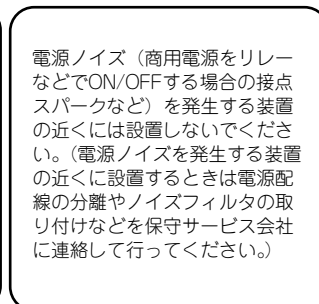 電源ノイズ（商用電源をリレー
などでON/OFFする場合の接点
スパークなど）を発生する装置
の近くには設置しないでくださ
い。（電源ノイズを発生する装置
の近くに設置するときは電源配
線の分離やノイズフィルタの取
り付けなどを保守サービス会社
に連絡して行ってください。）